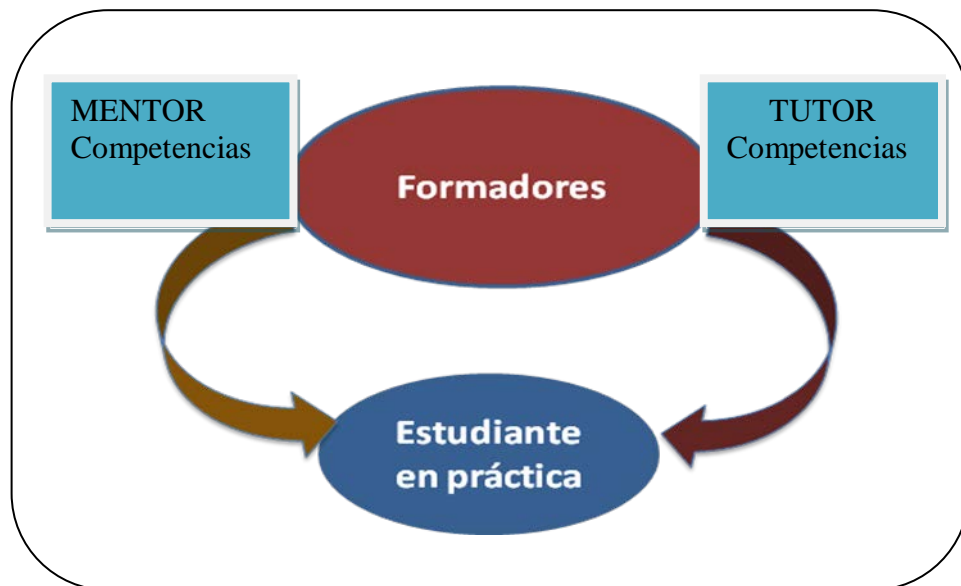 MENTOR
Competencias
Formadores
TUTOR
Competencias
Estudiante
en práctica